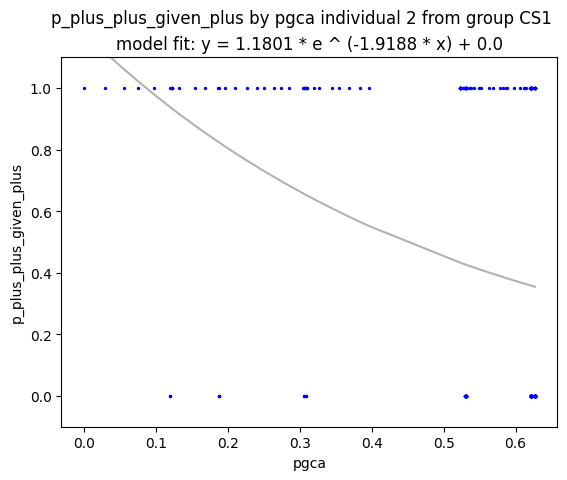 p_plus_plus_given_plus by pgca individual 2 from group CS1
model fit: y = 1.1801 * e ^ (-1.9188 * x) + 0.0
p_plus_plus_given_plus
1.0
0.8
0.6
0.4
0.2
0.0
0.0 0.1 0.2 0.3 0.4 0.5 0.6
pgca